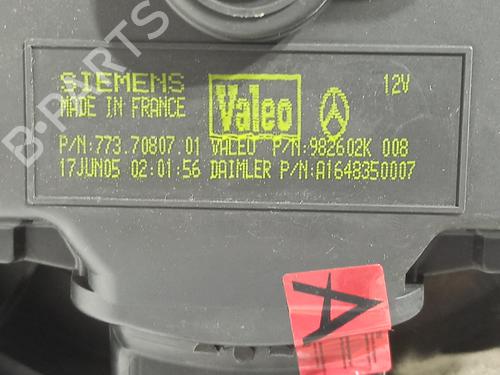 B-PARTS
SIEMENS Valeo 12V
MADE IN FRANCE
P/N:773.70807.01 VALEO P/N:982602K 008
17JUN05 02:01:56 DAIMLER P/N:A1648350007
A